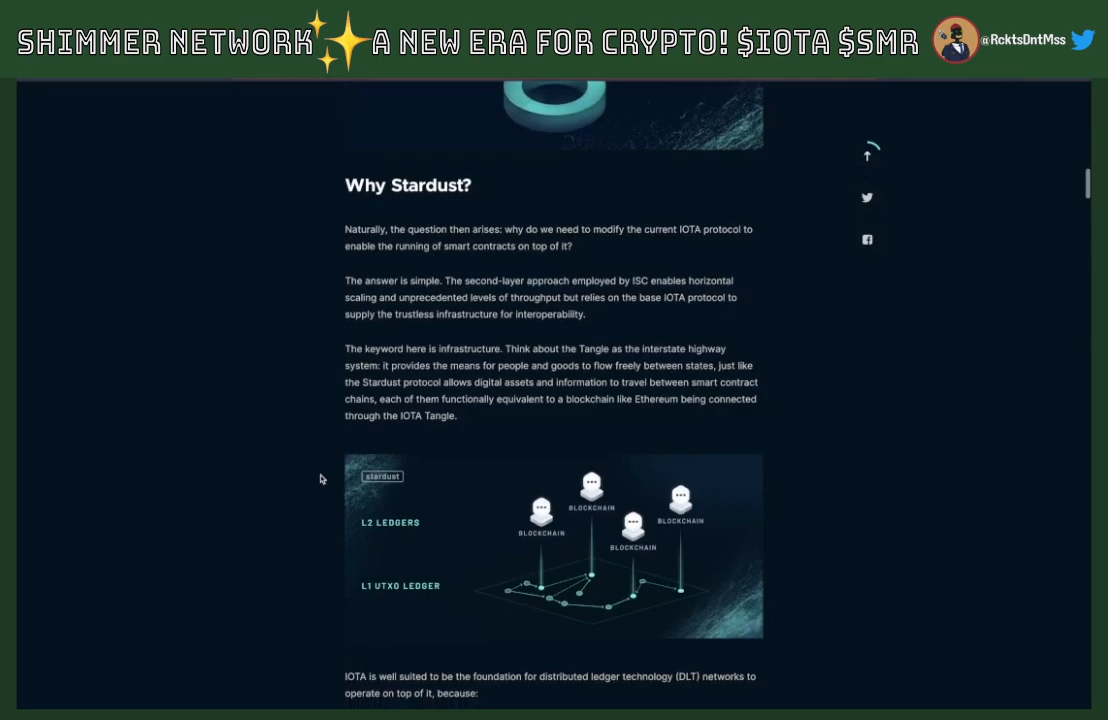 SHIMMER NETWORK✨A NEW ERA FOR CRYPTO! $IOTA $SMR
@RcktsDntMss
Why Stardust?
Naturally, the question then arises: why do we need to modify the current IOTA protocol to
enable the running of smart contracts on top of it?
The answer is simple. The second-layer approach employed by ISC enables horizontal
scaling and unprecedented levels of throughput but relies on the base IOTA protocol to
supply the trustless infrastructure for interoperability.
The keyword here is infrastructure. Think about the Tangle as the interstate highway
system: it provides the means for people and goods to flow freely between states, just like
the Stardust protocol allows digital assets and information to travel between smart contract
chains, each of them functionally equivalent to a blockchain like Ethereum being connected
through the IOTA Tangle.
stardust
L2 LEDGERS
BLOCKCHAIN
BLOCKCHAIN
BLOCKCHAIN
BLOCKCHAIN
L1 UTXO LEDGER
IOTA is well suited to be the foundation for distributed ledger technology (DLT) networks to
operate on top of it, because: